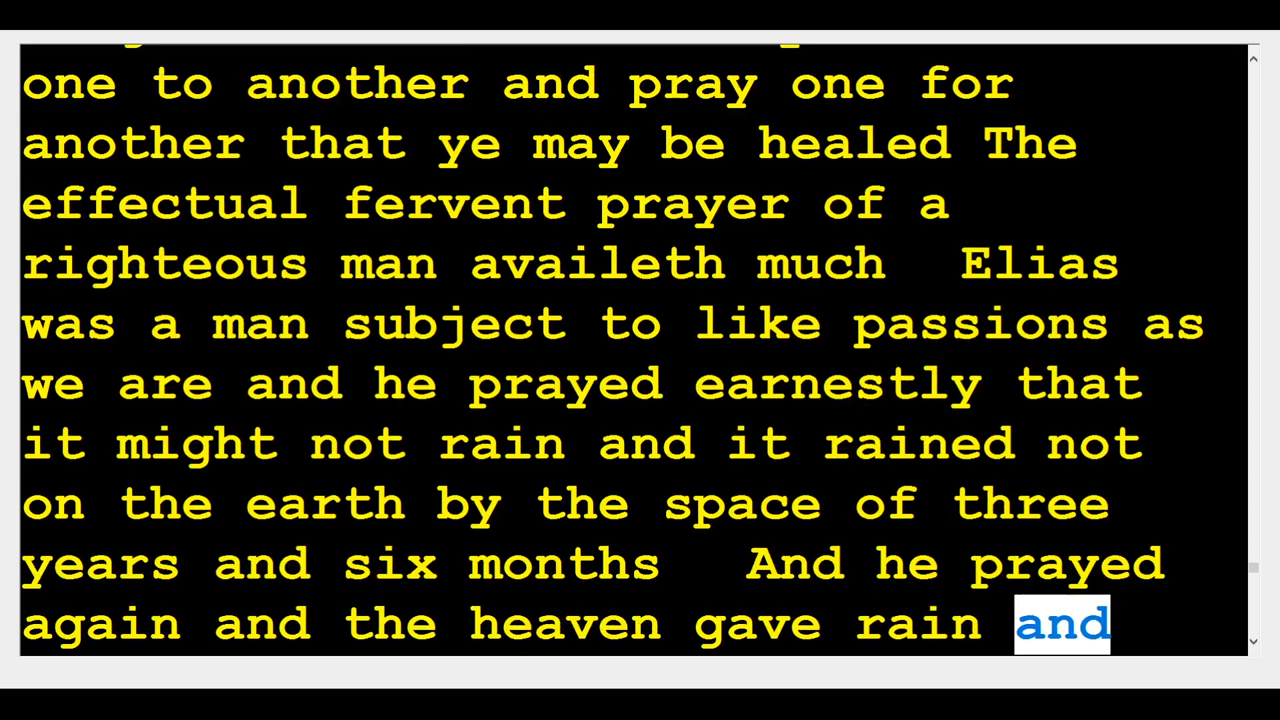 one to another and pray one for
another that ye may be healed The
effectual fervent prayer of a
righteous man availeth much   Elias
was a man subject to like passions as
we are and he prayed earnestly that
it might not rain and it rained not
on the earth by the space of three
years and six months   And he prayed
again and the heaven gave rain and